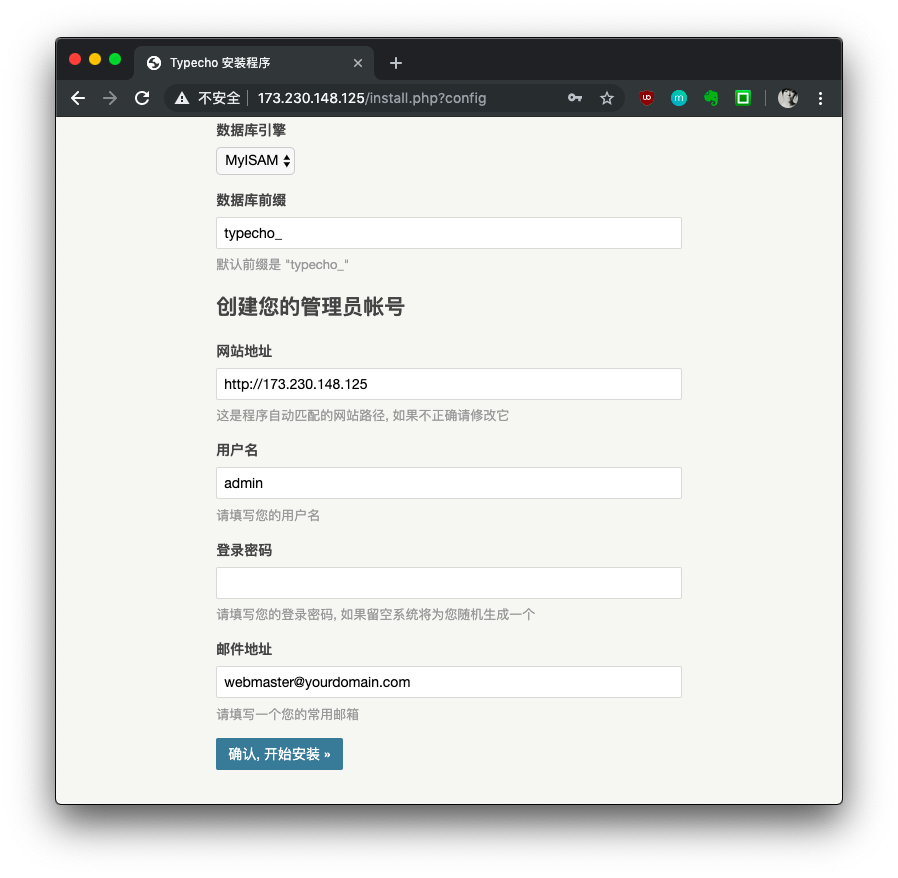 Typecho 安装程序
不安全 173.230.148.125/install.php?config
数据库引擎
MyISAM
数据库前缀
typecho_
默认前缀是 "typecho_"
创建您的管理员帐号
网站地址
http://173.230.148.125
这是程序自动匹配的网站路径, 如果不正确请修改它
用户名
admin
请填写您的用户名
登录密码
请填写您的登录密码, 如果留空系统将为您随机生成一个
邮件地址
webmaster@yourdomain.com
请填写一个您的常用邮箱
确认, 开始安装 »